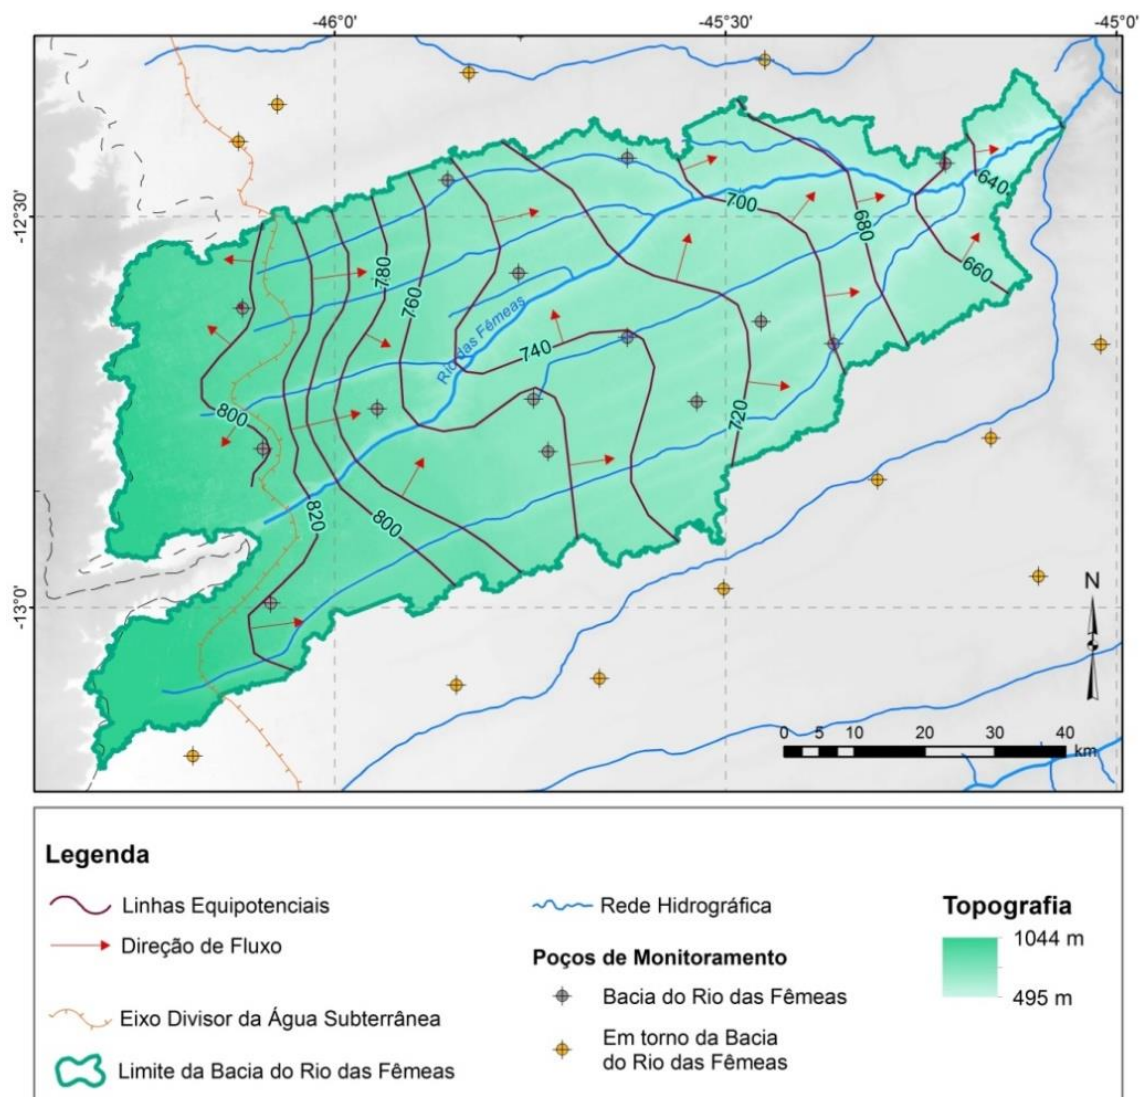 -46°0'
-45°30'
-45°0'
-12°30'
-13°0'
640
700
680
660
780
760
Rio das Fêmeas
740
800
720
820
800
N
0 5 10 20 30 40
km
Legenda
Linhas Equipotenciais
Direção de Fluxo
Eixo Divisor da Água Subterrânea
Limite da Bacia do Rio das Fêmeas
Rede Hidrográfica
Poços de Monitoramento
Bacia do Rio das Fêmeas
Em torno da Bacia
do Rio das Fêmeas
Topografia
1044 m
495 m